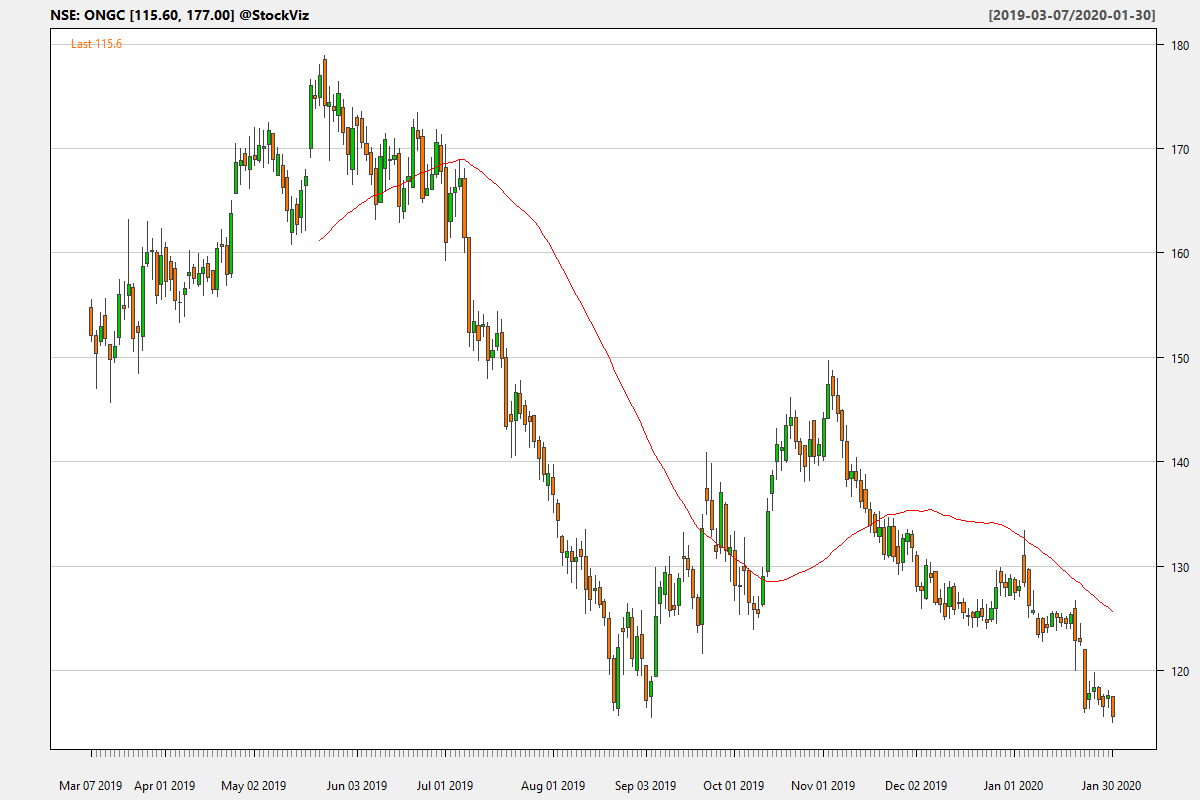 NSE: ONGC [115.60, 177.00] @StockViz
[2019-03-07/2020-01-30]
Last 115.6
180
170
160
150
140
130
120
Mar 07 2019 Apr 01 2019 May 02 2019 Jun 03 2019 Jul 01 2019 Aug 01 2019 Sep 03 2019 Oct 01 2019 Nov 01 2019 Dec 02 2019 Jan 01 2020 Jan 30 2020